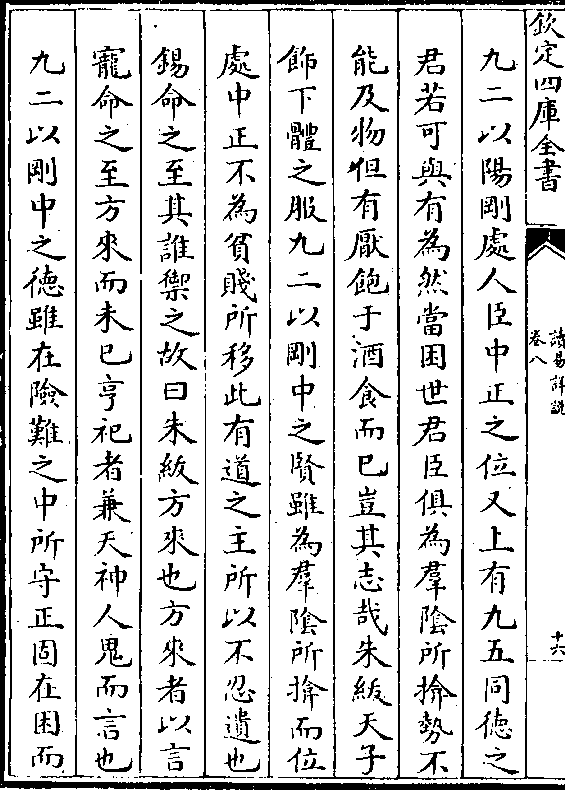 欽定四庫全書
讀易詳說
卷八
十六
九二以陽剛處人臣中正之位又上有九五同德之
君若可與有為然當困世君臣俱為羣陰所揜勢不
能及物但有厭飽于酒食而已豈其志哉朱紱天子
飾下體之服九二以剛中之賢雖為羣陰所揜而位
處中正不為貧賤所移此有道之主所以不忍遺也
錫命之至其誰禦之故曰朱紱方來也方來者以言
寵命之至方來而未已亨祀者兼天神人鬼而言也
九二以剛中之德雖在險難之中所守正固在困而